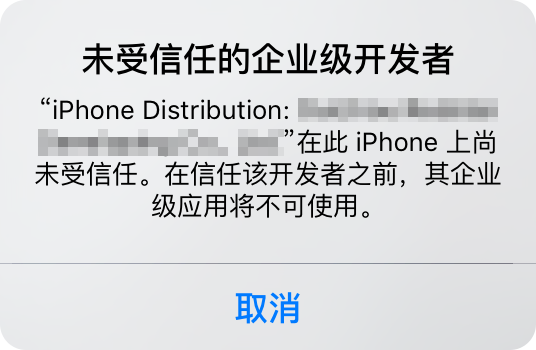 未受信任的企业级开发者
“iPhone Distribution:
”在此 iPhone 上尚
未受信任。在信任该开发者之前，其企业
级应用将不可使用。
取消